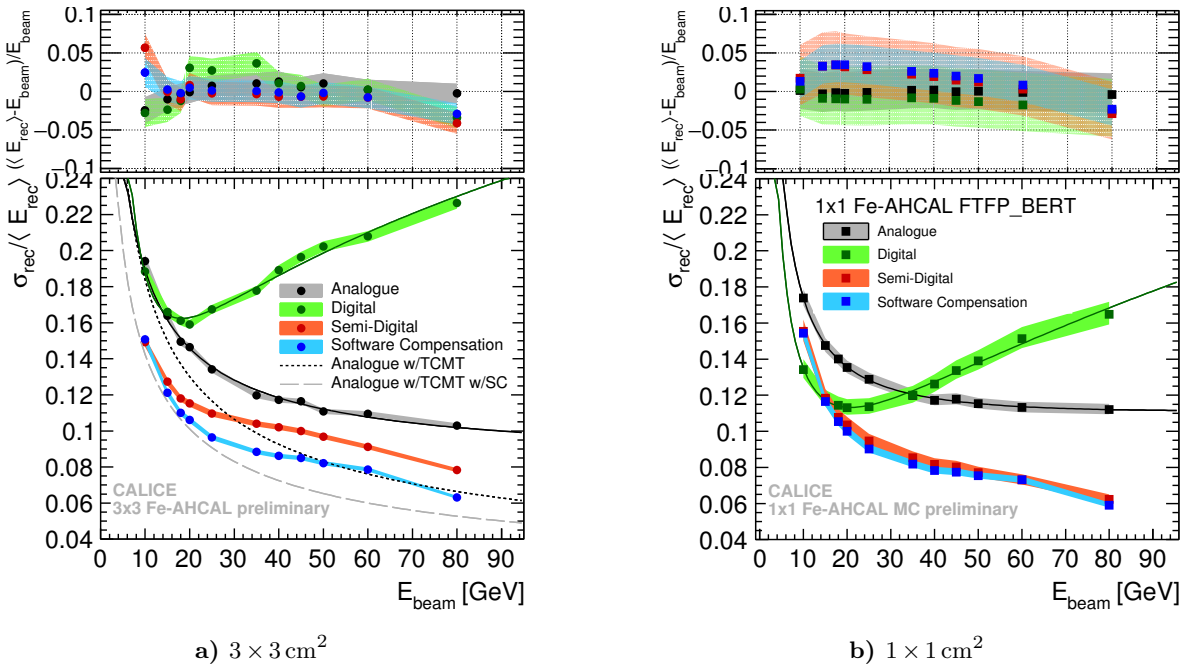 0.1
0.05
0
−0.05
−0.1
(⟨ E_rec⟩-E_beam)/E_beam
0.24
0.22
0.2
0.18
0.16
0.14
0.12
0.1
0.08
0.06
0.04
σ_rec/⟨ E_rec⟩
Analogue
Digital
Semi-Digital
Software Compensation
Analogue w/TCMT
Analogue w/TCMT w/SC
CALICE
3x3 Fe-AHCAL preliminary
0 10 20 30 40 50 60 70 80 90
E_beam [GeV]
a) 3 × 3 cm²
0.1
0.05
0
−0.05
−0.1
(⟨ E_rec⟩-E_beam)/E_beam
0.24
0.22
0.2
0.18
0.16
0.14
0.12
0.1
0.08
0.06
0.04
σ_rec/⟨ E_rec⟩
1x1 Fe-AHCAL FTFP_BERT
Analogue
Digital
Semi-Digital
Software Compensation
CALICE
1x1 Fe-AHCAL MC preliminary
0 10 20 30 40 50 60 70 80 90
E_beam [GeV]
b) 1 × 1 cm²